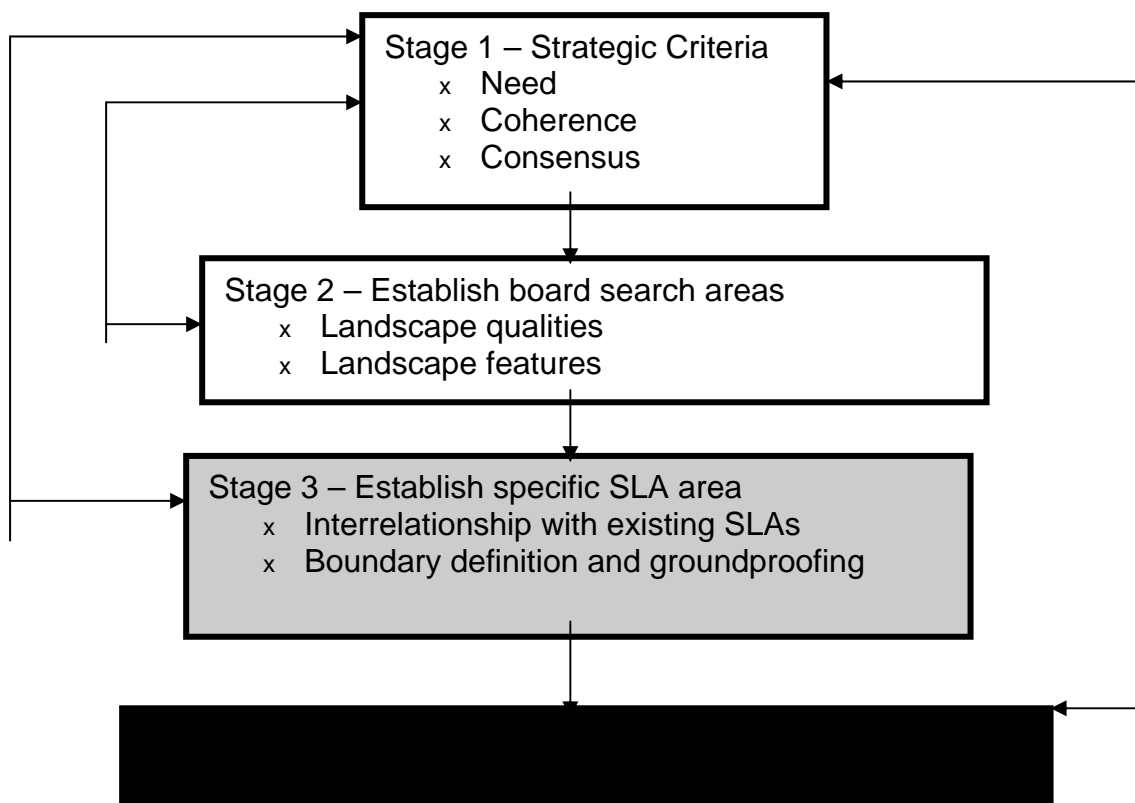 Stage 1 – Strategic Criteria
x Need
x Coherence
x Consensus
Stage 2 – Establish board search areas
x Landscape qualities
x Landscape features
Stage 3 – Establish specific SLA area
x Interrelationship with existing SLAs
x Boundary definition and groundproofing